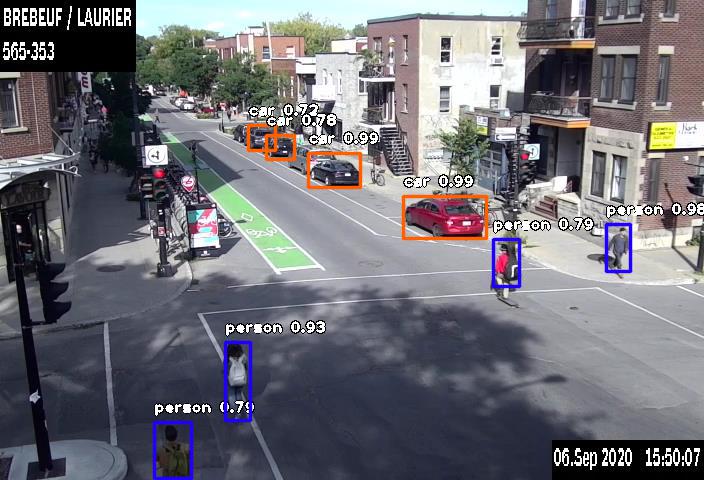 BREBEUF / LAURIER
565-353
car 0.72
car 0.78
car 0.99
car 0.99
person 0.98
person 0.79
person 0.93
person 0.79
06.Sep 2020 15:50:07